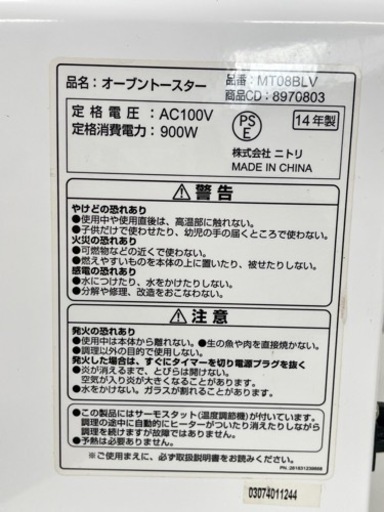 品名：オーブントースター
品番：MT08BLV
商品CD：8970803
定格電圧：AC100V
定格消費電力：900W
PS
E
14年製
株式会社 ニトリ
MADE IN CHINA
警告
やけどの恐れあり
●使用中や使用直後は、高温部に触れない。
●子供だけで使わせたり、幼児の手の届くところで使わない。
火災の恐れあり
●可燃物などの近くで使わない。
●燃えやすいものを本体の上に置いたり、被せたりしない。
感電の恐れあり
●水につけたり、水をかけたりしない。
●分解や修理、改造をおこなわない。
注意
発火の恐れあり
●使用中は本体から離れない。●生の魚や肉を直接焼かない。
●調理以外の目的で使用しない。
発火した場合は、すぐにタイマーを切り電源プラグを抜く
●炎が消えるまで、とびらは開けない。
空気が入り炎が大きくなることがあります。
●水をかけない。ガラスが割れることがあります。
●この製品にはサーモスタット(温度調節機)が付いています。
調理の途中に自動的にヒーターがついたり消えたりしながら
調理を続けますが故障ではありません。
●予熱は必要ありません。
●ご使用まえに、必ず取扱説明書をお読みください。
03074011244